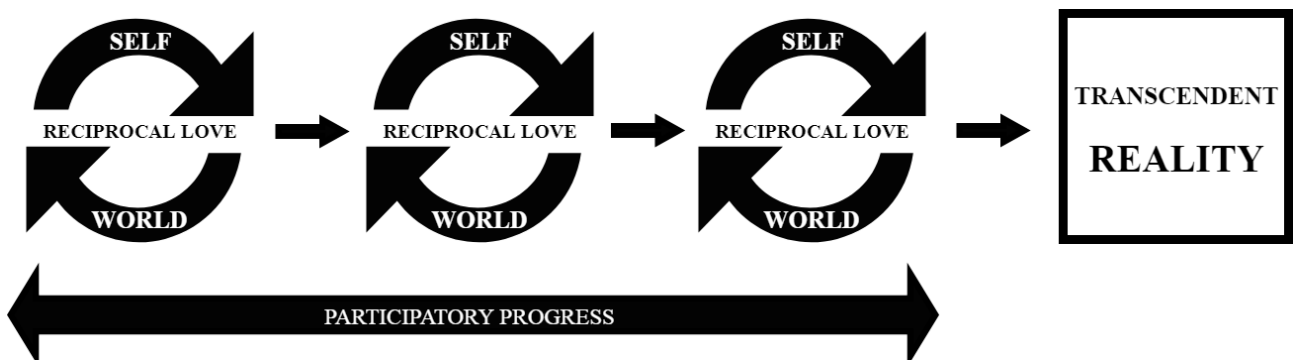 SELF
RECIPROCAL LOVE
WORLD
SELF
RECIPROCAL LOVE
WORLD
SELF
RECIPROCAL LOVE
WORLD
TRANSCENDENT
REALITY
PARTICIPATORY PROGRESS